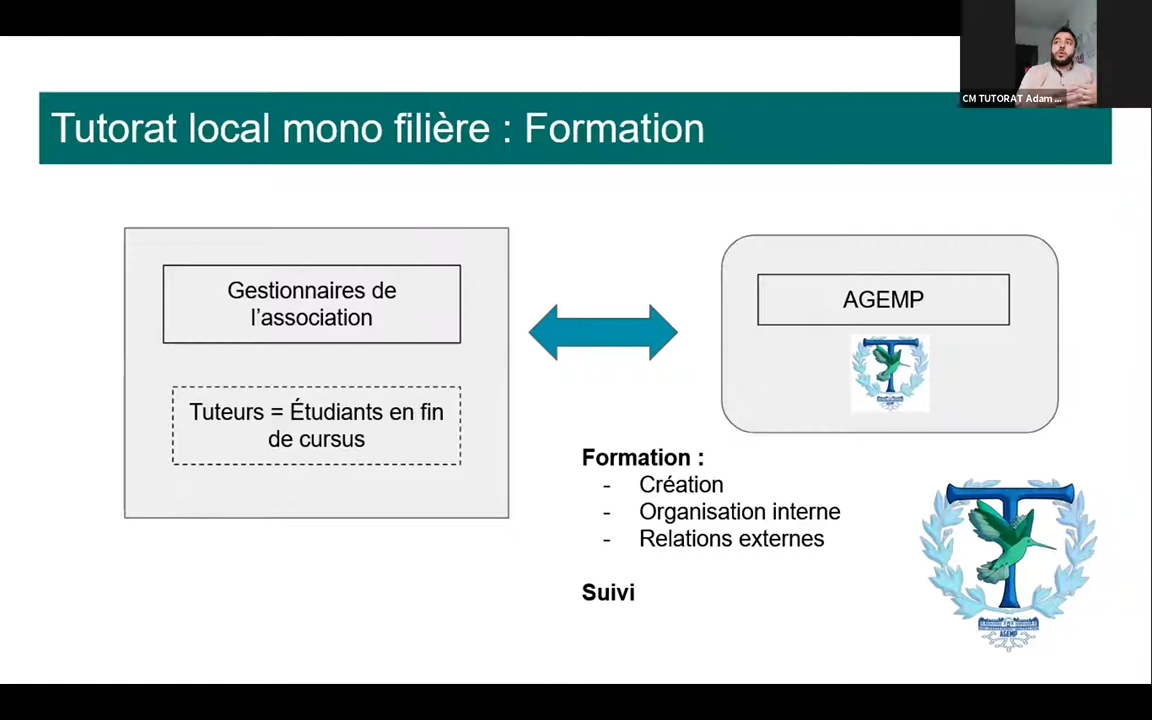 CM TUTORAT Adam ...
Tutorat local mono filière : Formation
Gestionnaires de
l'association
Tuteurs = Étudiants en fin
de cursus
AGEMP
Formation :
- Création
- Organisation interne
- Relations externes
Suivi
AGEMP